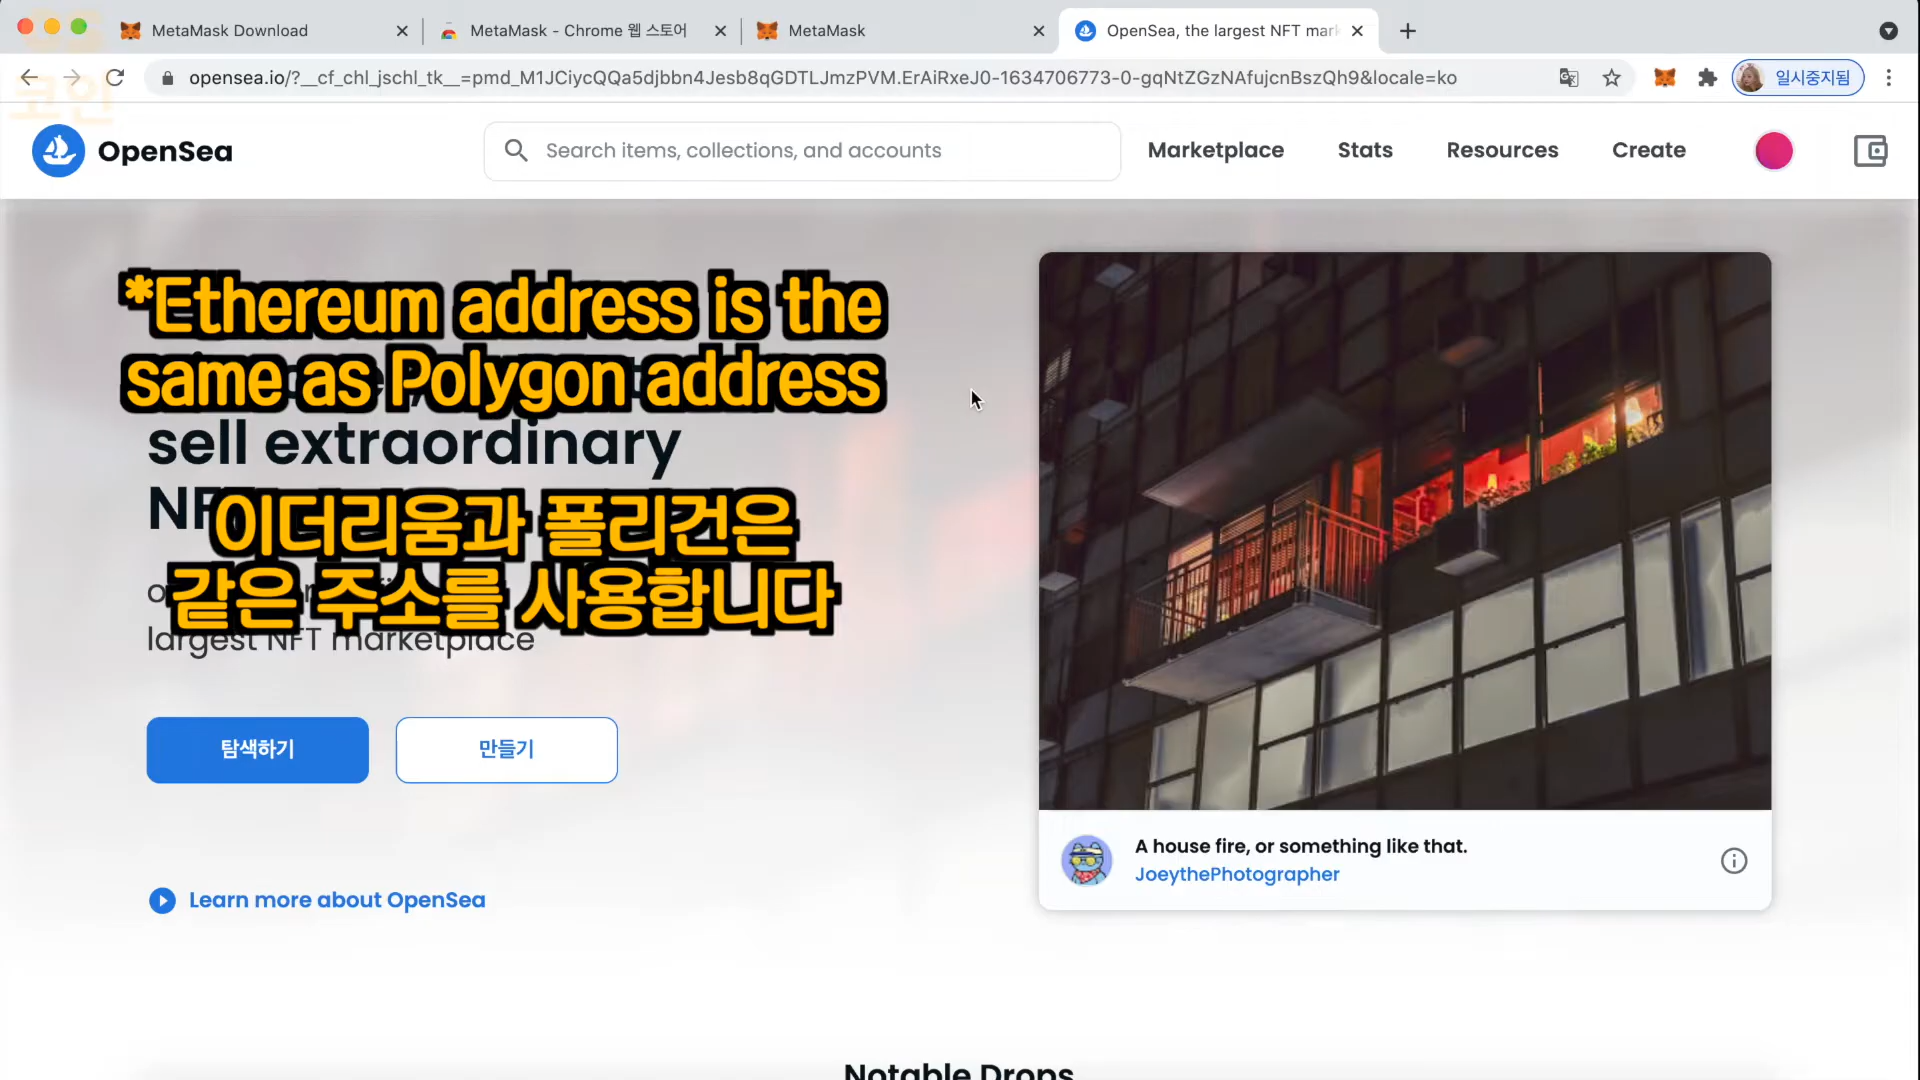 MetaMask Download
MetaMask - Chrome 웹 스토어
MetaMask
OpenSea, the largest NFT mark
opensea.io/?__cf_chl_jschl_tk__=pmd_M1JCiycQQa5djbbn4Jesb8qGDTLJmzPVM.ErAiRxeJ0-1634706773-0-gqNtZGzNAfujcnBszQh9&locale=ko
일시중지됨
코인
OpenSea
Search items, collections, and accounts
Marketplace
Stats
Resources
Create
*Ethereum address is the
same as Polygon address
sell extraordinary
이더리움과 폴리건은
같은 주소를 사용합니다
largest NFT marketplace
탐색하기
만들기
Learn more about OpenSea
A house fire, or something like that.
JoeythePhotographer
Notable Drops